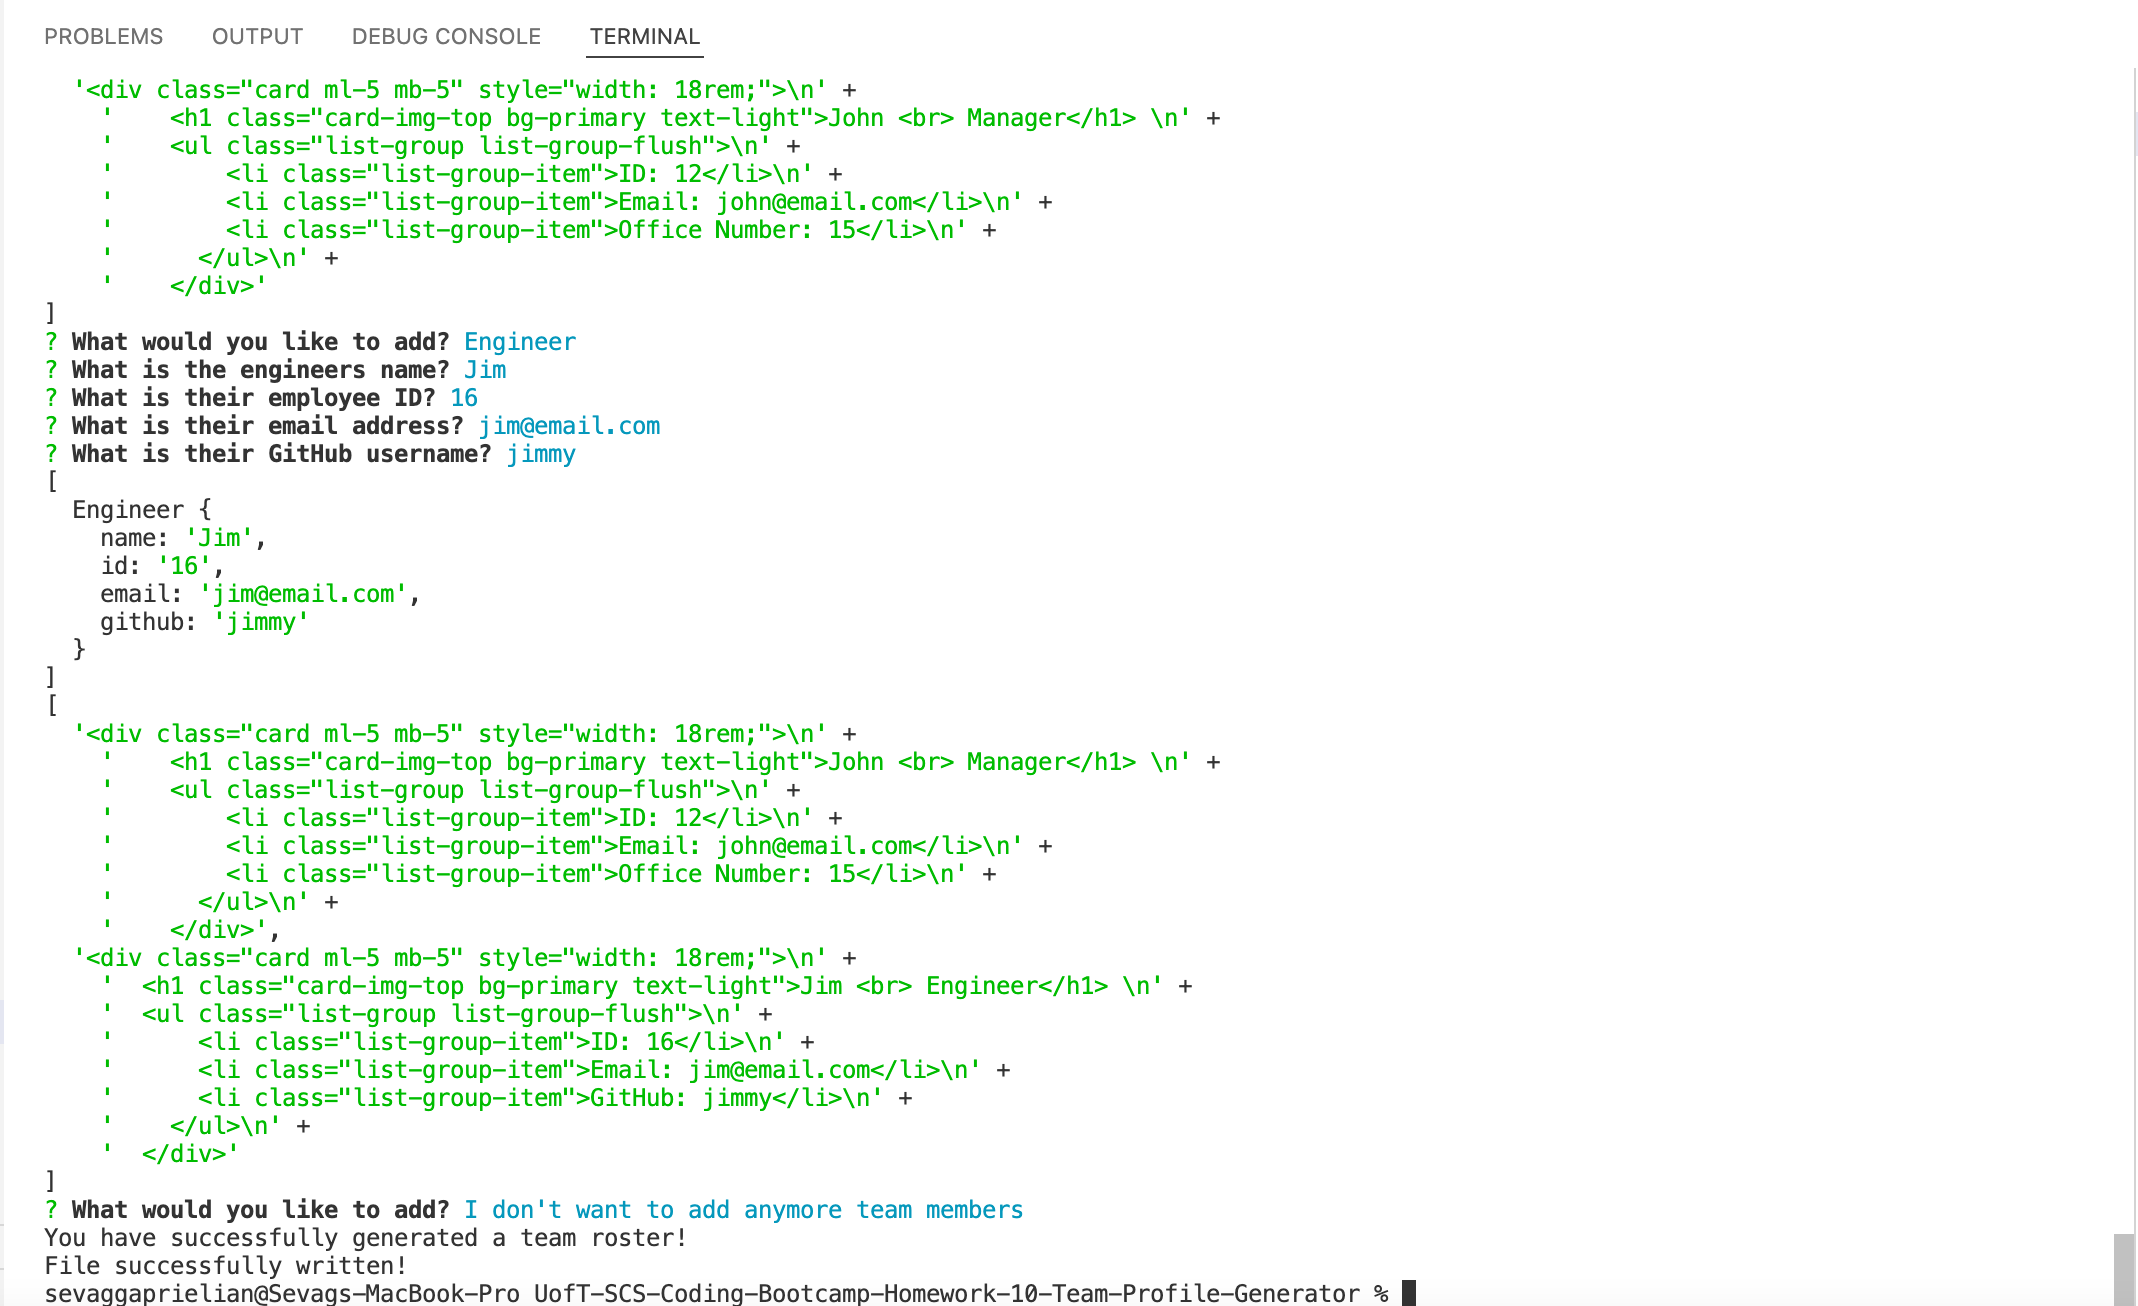 PROBLEMS OUTPUT DEBUG CONSOLE TERMINAL
  '<div class="card ml-5 mb-5" style="width: 18rem;">\n' +
    '    <h1 class="card-img-top bg-primary text-light">John <br> Manager</h1> \n' +
    '    <ul class="list-group list-group-flush">\n' +
    '        <li class="list-group-item">ID: 12</li>\n' +
    '        <li class="list-group-item">Email: john@email.com</li>\n' +
    '        <li class="list-group-item">Office Number: 15</li>\n' +
    '      </ul>\n' +
    '    </div>'
]
? What would you like to add? Engineer
? What is the engineers name? Jim
? What is their employee ID? 16
? What is their email address? jim@email.com
? What is their GitHub username? jimmy
[
  Engineer {
    name: 'Jim',
    id: '16',
    email: 'jim@email.com',
    github: 'jimmy'
  }
]
[
  '<div class="card ml-5 mb-5" style="width: 18rem;">\n' +
    '    <h1 class="card-img-top bg-primary text-light">John <br> Manager</h1> \n' +
    '    <ul class="list-group list-group-flush">\n' +
    '        <li class="list-group-item">ID: 12</li>\n' +
    '        <li class="list-group-item">Email: john@email.com</li>\n' +
    '        <li class="list-group-item">Office Number: 15</li>\n' +
    '      </ul>\n' +
    '    </div>',
  '<div class="card ml-5 mb-5" style="width: 18rem;">\n' +
    '  <h1 class="card-img-top bg-primary text-light">Jim <br> Engineer</h1> \n' +
    '  <ul class="list-group list-group-flush">\n' +
    '      <li class="list-group-item">ID: 16</li>\n' +
    '      <li class="list-group-item">Email: jim@email.com</li>\n' +
    '      <li class="list-group-item">GitHub: jimmy</li>\n' +
    '    </ul>\n' +
    '  </div>'
]
? What would you like to add? I don't want to add anymore team members
You have successfully generated a team roster!
File successfully written!
sevaggaprielian@Sevags-MacBook-Pro UofT-SCS-Coding-Bootcamp-Homework-10-Team-Profile-Generator %